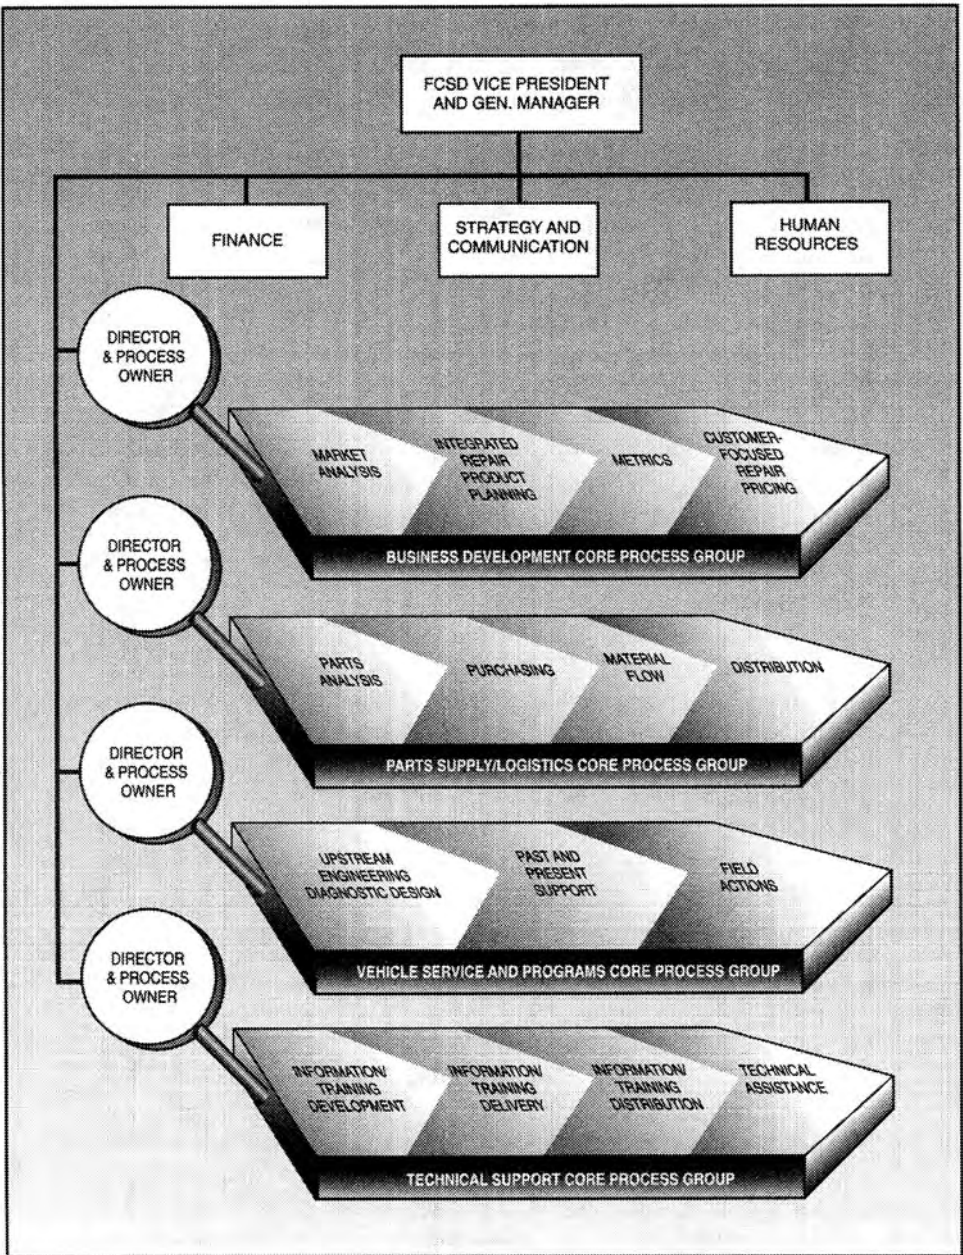 FCSD VICE PRESIDENT
AND GEN. MANAGER
FINANCE
STRATEGY AND
COMMUNICATION
HUMAN
RESOURCES
DIRECTOR
& PROCESS
OWNER
MARKET
ANALYSIS
INTEGRATED
REPAIR
PRODUCT
PLANNING
METRICS
CUSTOMER-
FOCUSED
REPAIR
PRICING
BUSINESS DEVELOPMENT CORE PROCESS GROUP
DIRECTOR
& PROCESS
OWNER
PARTS
ANALYSIS
PURCHASING
MATERIAL
FLOW
DISTRIBUTION
PARTS SUPPLY/LOGISTICS CORE PROCESS GROUP
DIRECTOR
& PROCESS
OWNER
UPSTREAM
ENGINEERING
DIAGNOSTIC DESIGN
PAST AND
PRESENT
SUPPORT
FIELD
ACTIONS
VEHICLE SERVICE AND PROGRAMS CORE PROCESS GROUP
DIRECTOR
& PROCESS
OWNER
INFORMATION/
TRAINING
DEVELOPMENT
INFORMATION/
TRAINING
DELIVERY
INFORMATION/
TRAINING
DISTRIBUTION
TECHNICAL
ASSISTANCE
TECHNICAL SUPPORT CORE PROCESS GROUP